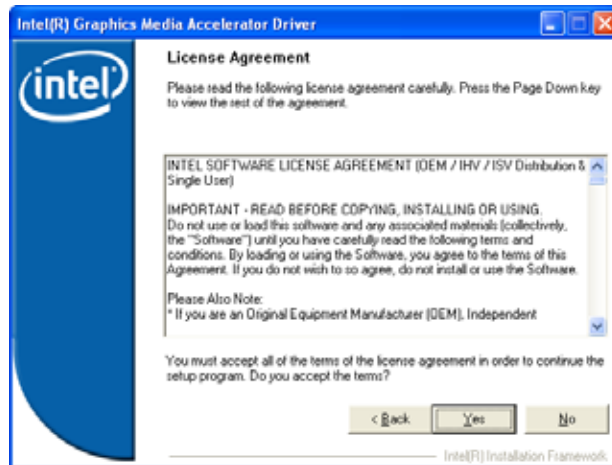 Intel(R) Graphics Media Accelerator Driver
intel
License Agreement
Please read the following license agreement carefully. Press the Page Down key
to view the rest of the agreement.
INTEL SOFTWARE LICENSE AGREEMENT (OEM / IHV / ISV Distribution &
Single User)
IMPORTANT - READ BEFORE COPYING, INSTALLING OR USING.
Do not use or load this software and any associated materials (collectively,
the "Software") until you have carefully read the following terms and
conditions. By loading or using the Software, you agree to the terms of this
Agreement. If you do not wish to so agree, do not install or use the Software.
Please Also Note:
* If you are an Original Equipment Manufacturer (OEM), Independent
You must accept all of the terms of the license agreement in order to continue the
setup program. Do you accept the terms?
< Back Yes No
Intel(R) Installation Framework